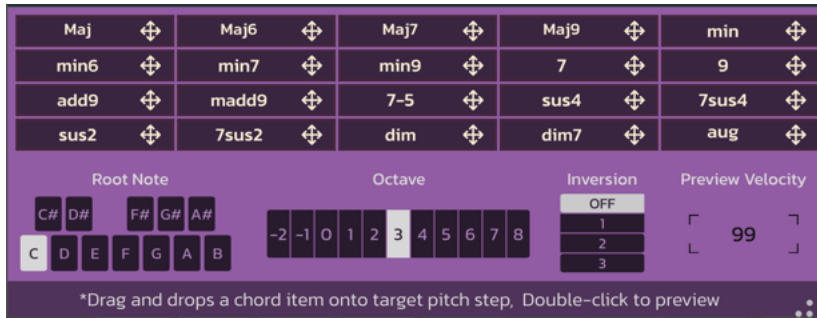 Maj Maj6 Maj7 Maj9 min
min6 min7 min9 7 9
add9 madd9 7-5 sus4 7sus4
sus2 7sus2 dim dim7 aug
Root Note Octave Inversion Preview Velocity
C# D# F# G# A#
C D E F G A B
-2 -1 0 1 2 3 4 5 6 7 8
OFF
1
2
3
99
*Drag and drops a chord item onto target pitch step, Double-click to preview